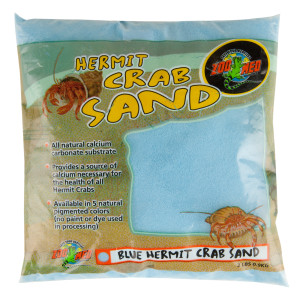 HERMIT
CRAB
SAND
ZOO MED
All natural calcium
carbonate substrate
Provides a source of
calcium necessary for
the health of all
Hermit Crabs
Available in 5 natural
pigmented colors
(no paint or dye used
in processing)
BLUE HERMIT CRAB SAND